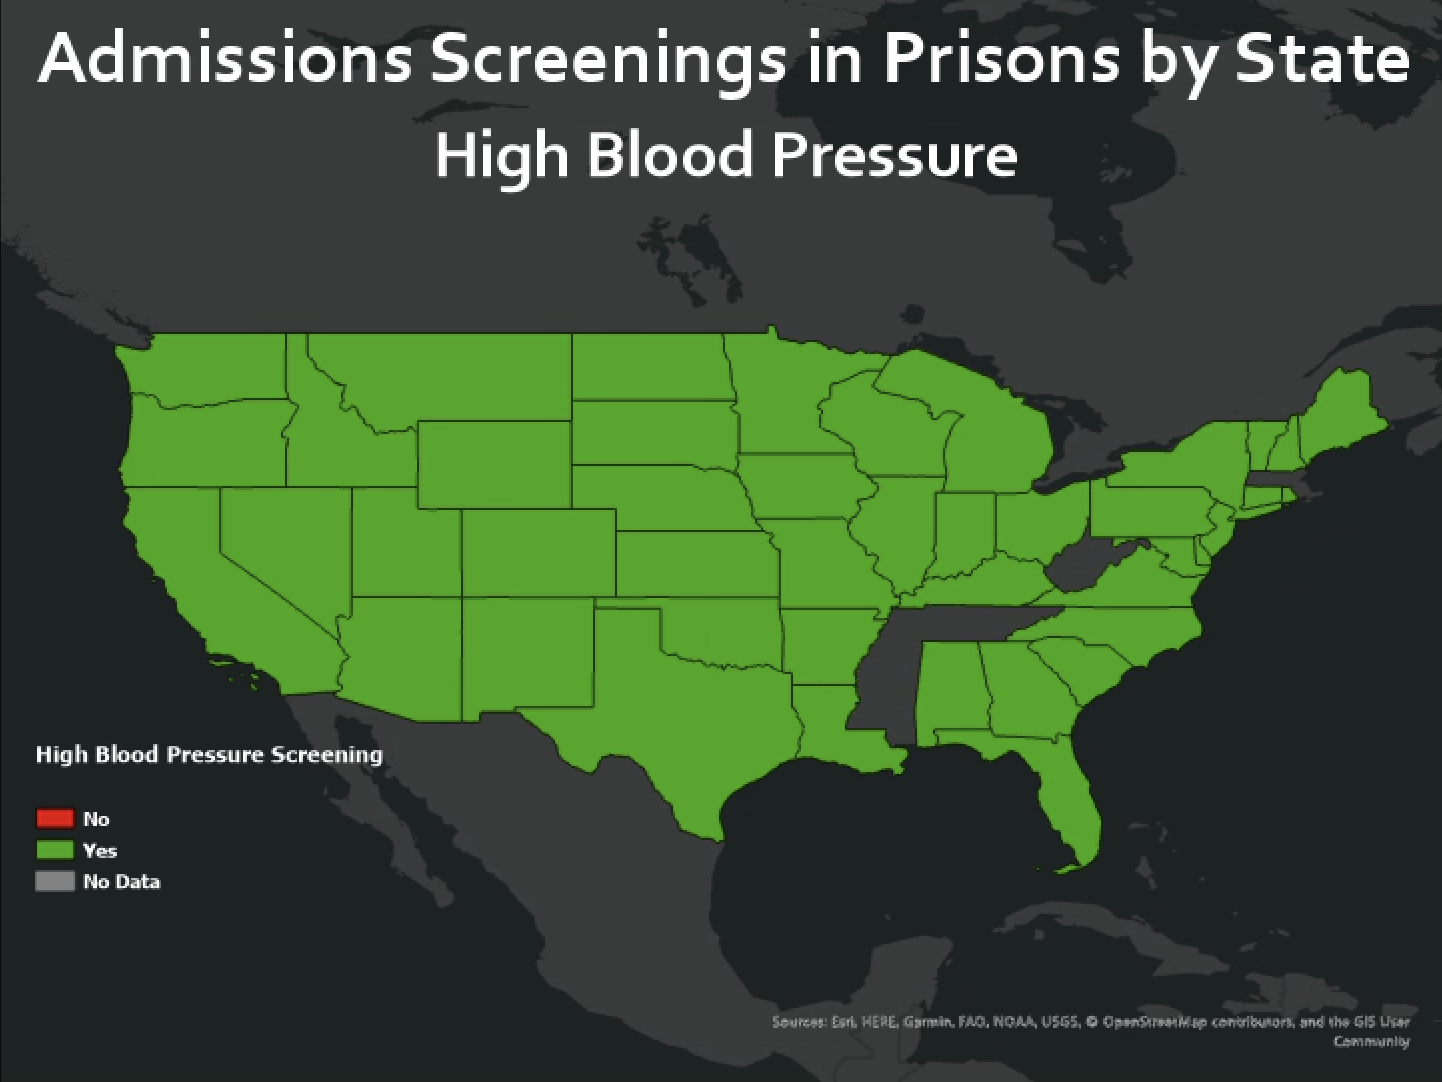 Admissions Screenings in Prisons by State
High Blood Pressure
High Blood Pressure Screening
No
Yes
No Data
Sources: Esri, HERE, Garmin, FAO, NOAA, USGS, © OpenStreetMap contributors, and the GIS User
Community